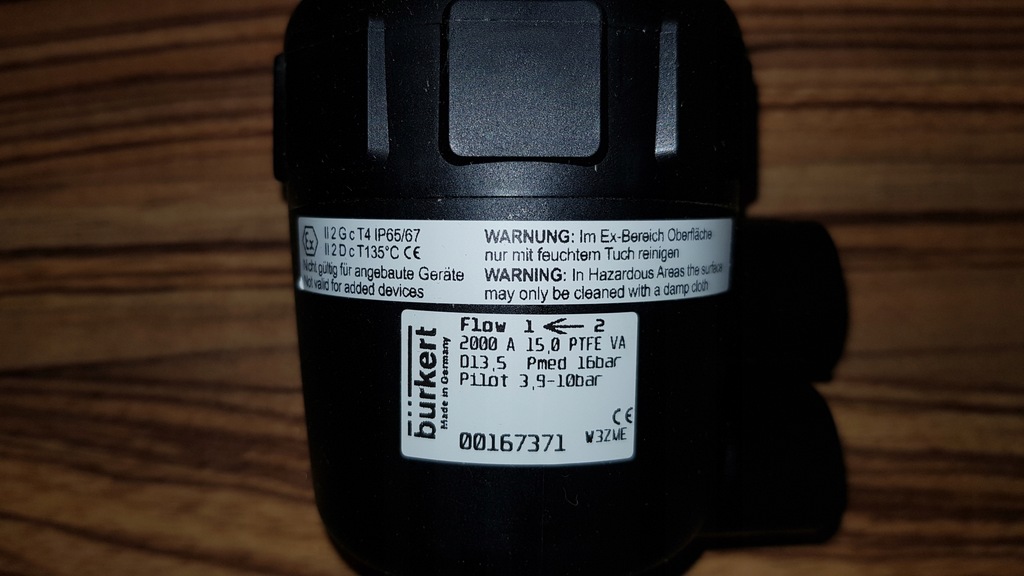 Ex II 2 G c T4 IP65/67
II 2 D c T135°C CE
Nicht gültig für angebaute Geräte
Not valid for added devices
WARNUNG: Im Ex-Bereich Oberfläche
nur mit feuchtem Tuch reinigen
WARNING: In Hazardous Areas the surface
may only be cleaned with a damp cloth
bürkert
Made in Germany
Flow 1 ← 2
2000 A 15,0 PTFE VA
D13,5 Pmed 16bar
Pilot 3,9-10bar
CE
00167371 W3ZME